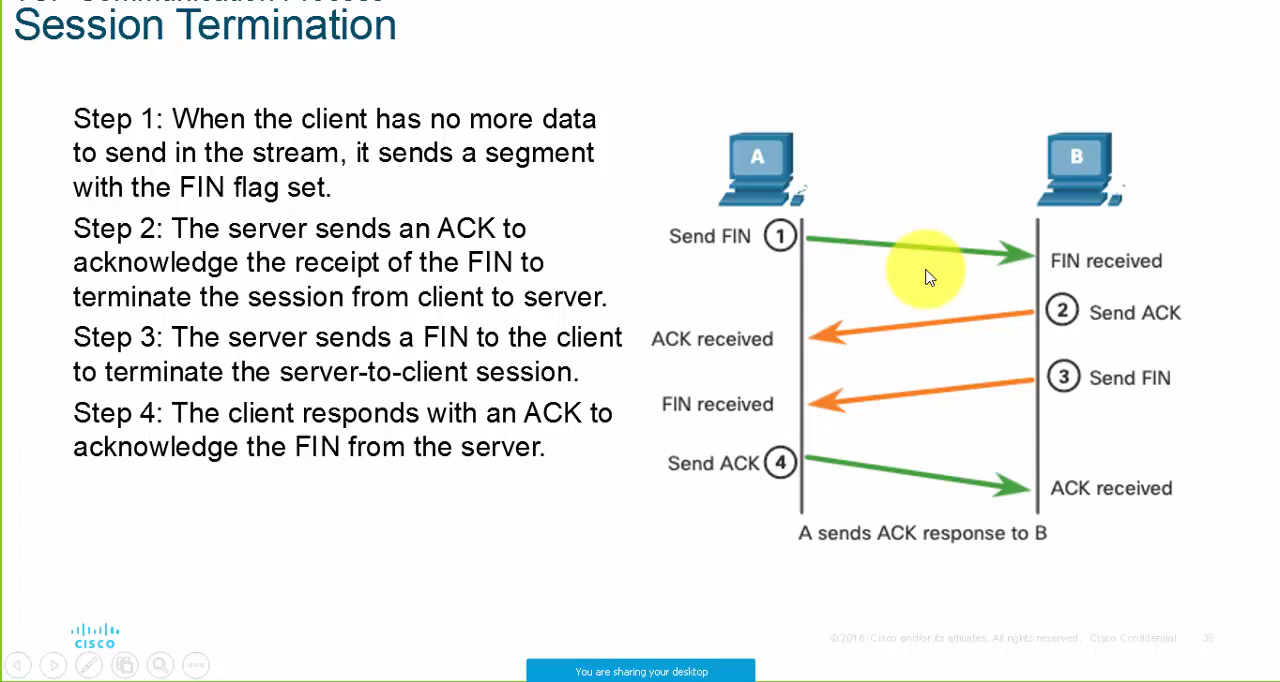 Session Termination
Step 1: When the client has no more data
to send in the stream, it sends a segment
with the FIN flag set.
Step 2: The server sends an ACK to
acknowledge the receipt of the FIN to
terminate the session from client to server.
Step 3: The server sends a FIN to the client
to terminate the server-to-client session.
Step 4: The client responds with an ACK to
acknowledge the FIN from the server.
A
B
Send FIN 1
FIN received
2 Send ACK
ACK received
3 Send FIN
FIN received
Send ACK 4
ACK received
A sends ACK response to B
CISCO
© 2016 Cisco and/or its affiliates. All rights reserved. Cisco Confidential
You are sharing your desktop